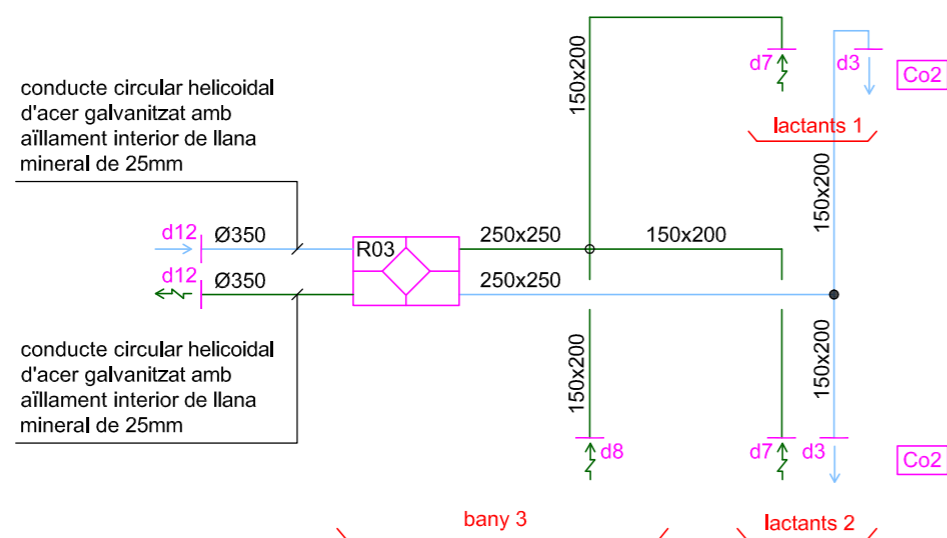 150x200
d7
d3
Co2
conducte circular helicoidal
d'acer galvanitzat amb
aïllament interior de llana
mineral de 25mm
lactants 1
150x200
d12
Ø350
R03
250x250
150x200
d12
Ø350
250x250
conducte circular helicoidal
d'acer galvanitzat amb
aïllament interior de llana
mineral de 25mm
150x200
150x200
d8
d7
d3
Co2
bany 3
lactants 2